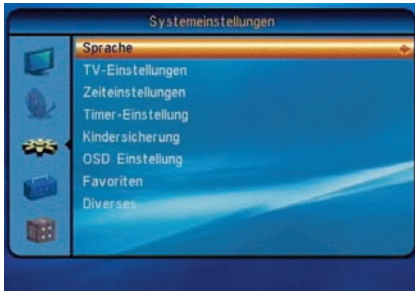 Systemeinstellungen
Sprache
TV-Einstellungen
Zeiteinstellungen
Timer-Einstellung
Kindersicherung
OSD Einstellung
Favoriten
Diverses